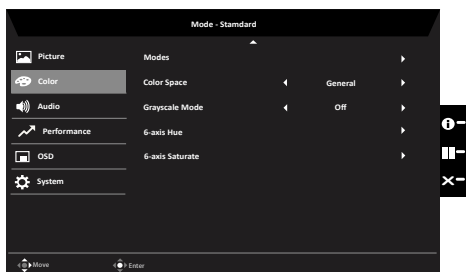 Mode - Stamdard
Picture
Color
Audio
Performance
OSD
System
Modes
Color Space General
Grayscale Mode Off
6-axis Hue
6-axis Saturate
Move Enter